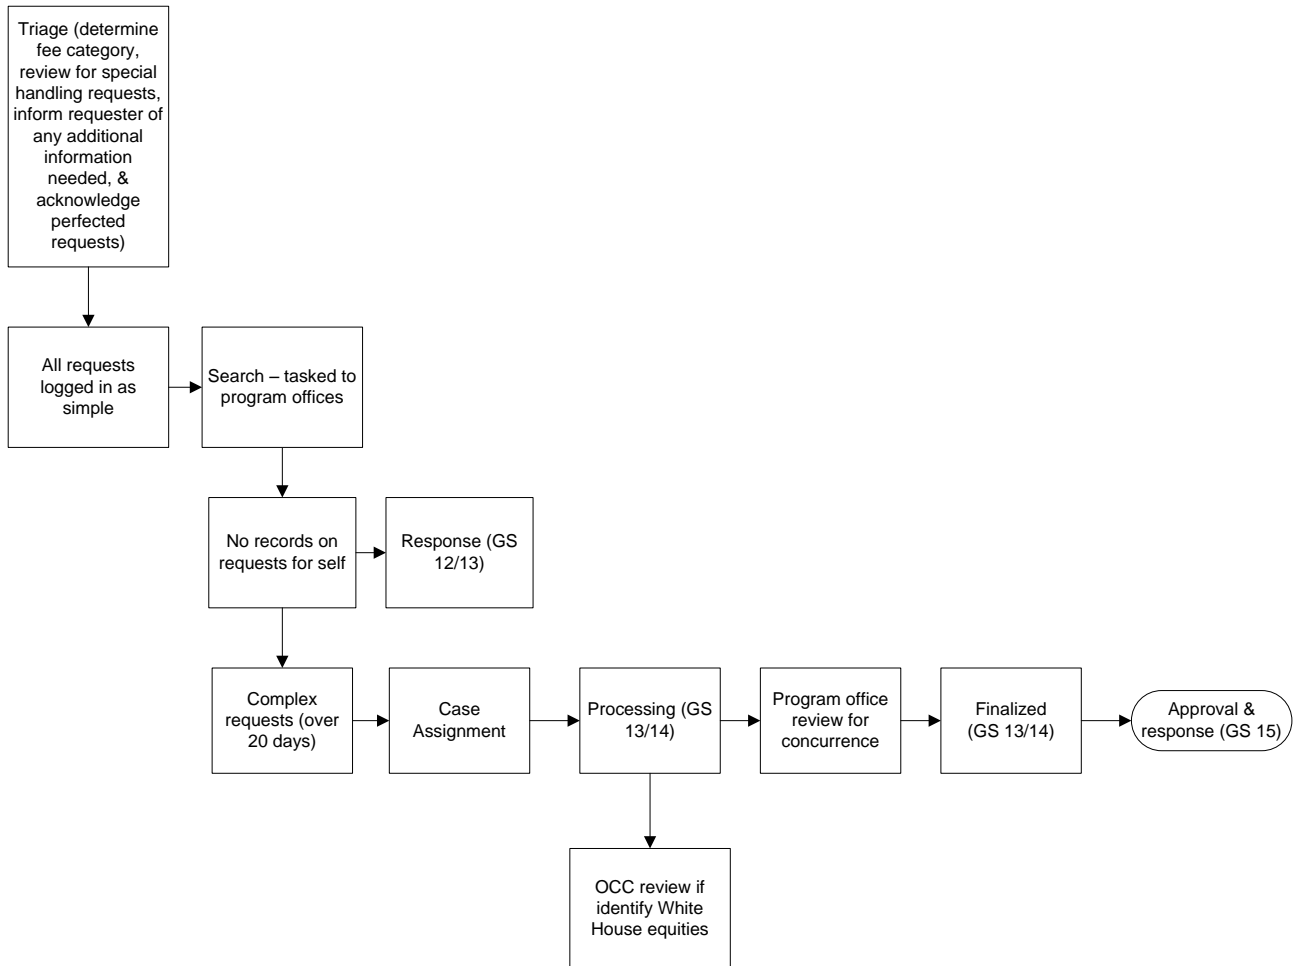 Triage (determine
fee category,
review for special
handling requests,
inform requester of
any additional
information
needed, &
acknowledge
perfected
requests)
All requests
logged in as
simple
Search – tasked to
program offices
No records on
requests for self
Response (GS
12/13)
Complex
requests (over
20 days)
Case
Assignment
Processing (GS
13/14)
Program office
review for
concurrence
Finalized
(GS 13/14)
Approval &
response (GS 15)
OCC review if
identify White
House equities